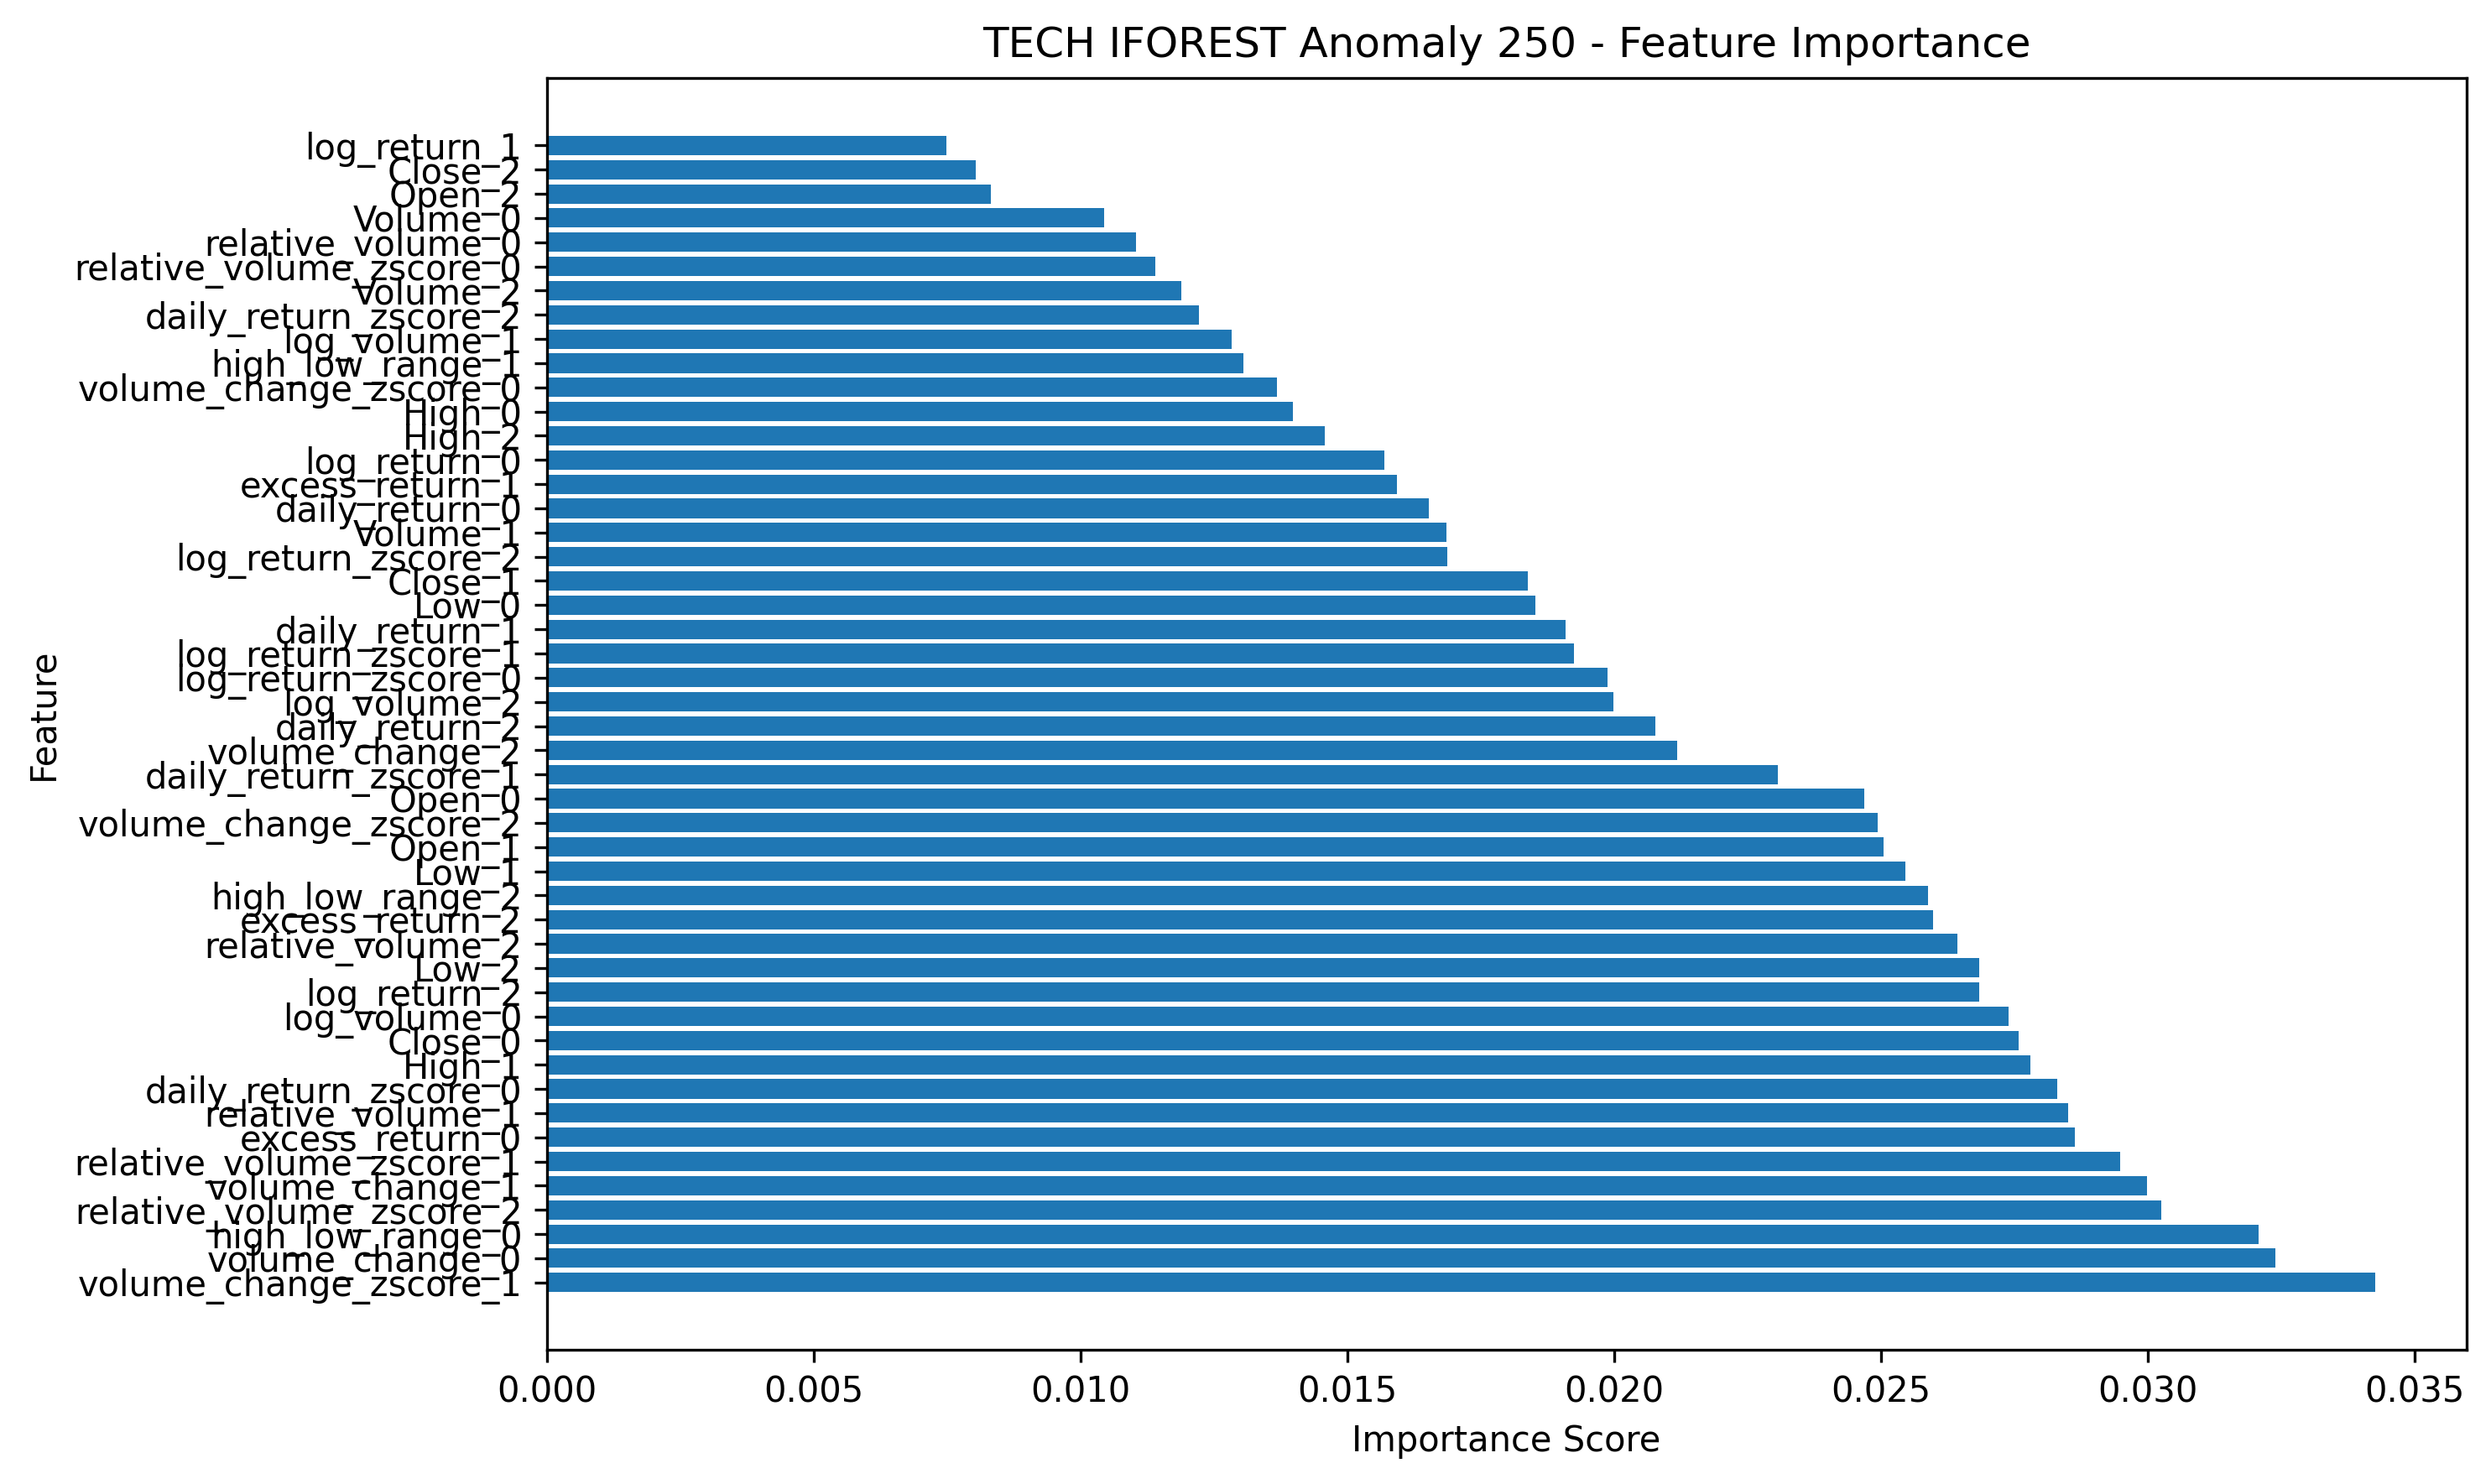 TECH IFOREST Anomaly 250 - Feature Importance
log_return_1
Close_2
Open_2
Volume_0
relative_volume_0
relative_volume_zscore_0
Volume_2
daily_return_zscore_2
log_volume_1
high_low_range_1
volume_change_zscore_0
High_0
High_2
log_return_0
excess_return_1
daily_return_0
Volume_1
log_return_zscore_2
Close_1
Low_0
daily_return_1
log_return_zscore_1
log_return_zscore_0
log_volume_2
daily_return_2
volume_change_2
daily_return_zscore_1
Open_0
volume_change_zscore_2
Open_1
Low_1
high_low_range_2
excess_return_2
relative_volume_2
Low_2
log_return_2
log_volume_0
Close_0
High_1
daily_return_zscore_0
relative_volume_1
excess_return_0
relative_volume_zscore_1
volume_change_1
relative_volume_zscore_2
high_low_range_0
volume_change_0
volume_change_zscore_1
Feature
0.000 0.005 0.010 0.015 0.020 0.025 0.030 0.035
Importance Score